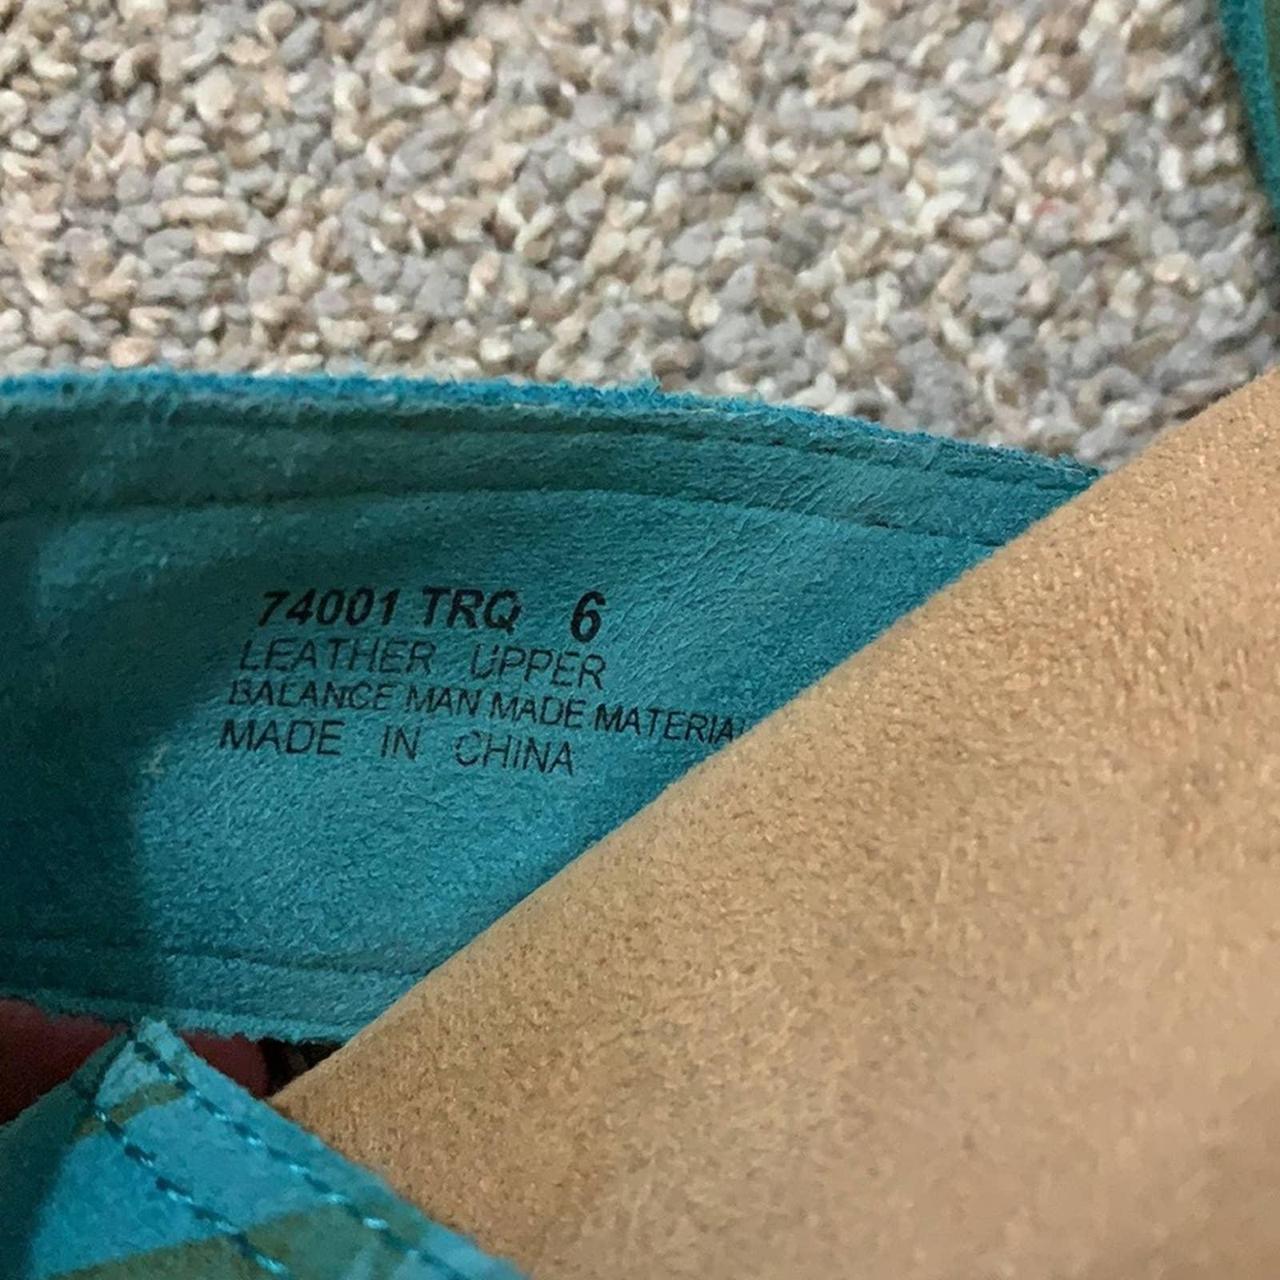 74001 TRQ 6
LEATHER UPPER
BALANCE MAN MADE MATERIAL
MADE IN CHINA